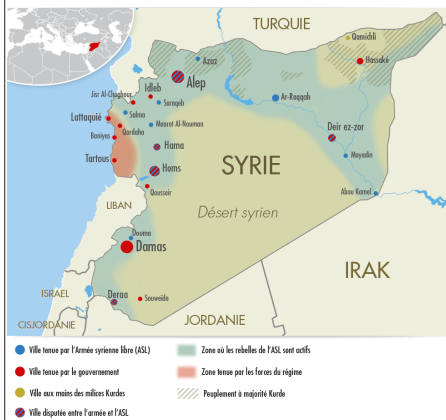 TURQUIE
Qamichli
Azaz
Hassaké
Alep
Idleb
Jisr Al-Choghour
Saraqeb
Ar-Raqqah
Lattaquié
Salma
Qardaha
Maarat Al-Nouman
Deir ez-zor
Baniyas
Hama
Mayadin
Tartous
Homs
SYRIE
Qousseir
Abou Kamel
LIBAN
Désert syrien
Douma
Damas
IRAK
ISRAEL
Deraa
Soueïda
CISJORDANIE
JORDANIE
Ville tenue par l'Armée syrienne libre (ASL)
Zone où les rebelles de l'ASL sont actifs
Ville tenue par le gouvernement
Zone tenue par les forces du régime
Ville aux mains des milices Kurdes
Peuplement à majorité Kurde
Ville disputée entre l'armée et l'ASL